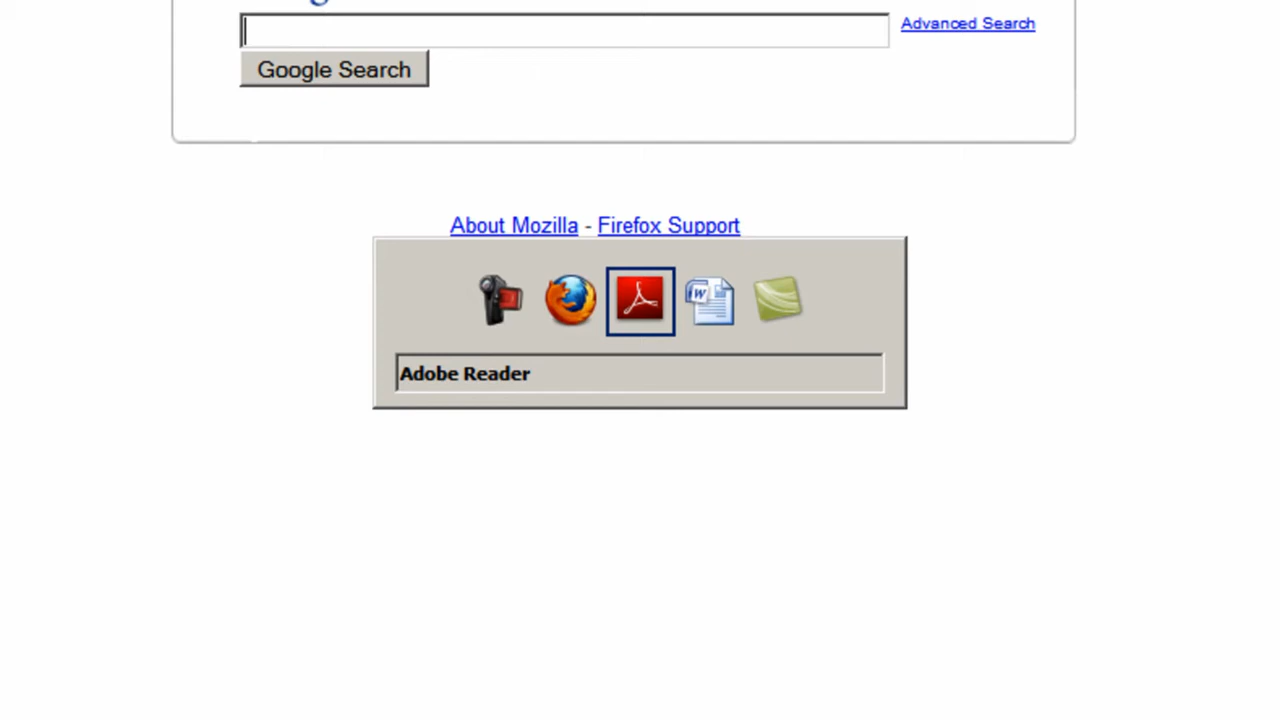 Advanced Search
Google Search
About Mozilla - Firefox Support
Adobe Reader